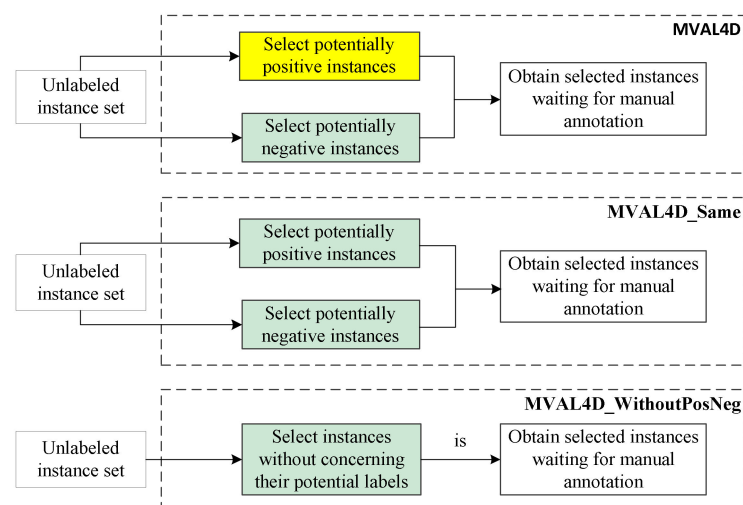 MVAL4D
Select potentially
positive instances
Unlabeled
instance set
Obtain selected instances
waiting for manual
annotation
Select potentially
negative instances
MVAL4D_Same
Select potentially
positive instances
Unlabeled
instance set
Obtain selected instances
waiting for manual
annotation
Select potentially
negative instances
MVAL4D_WithoutPosNeg
Unlabeled
instance set
Select instances
without concerning
their potential labels
is
Obtain selected instances
waiting for manual
annotation